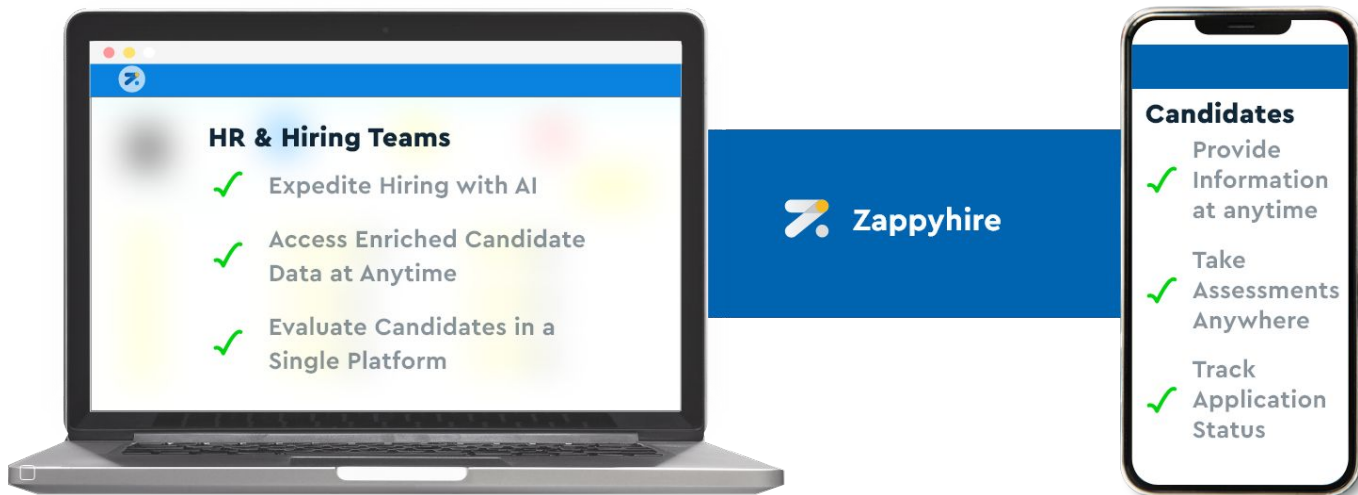 HR & Hiring Teams
Expedite Hiring with AI
Access Enriched Candidate
Data at Anytime
Evaluate Candidates in a
Single Platform
Zappyhire
Candidates
Provide
Information
at anytime
Take
Assessments
Anywhere
Track
Application
Status